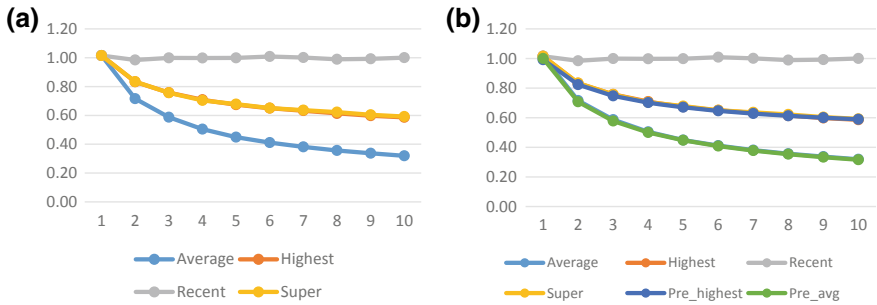 (a)
1.20
1.00
0.80
0.60
0.40
0.20
0.00
1 2 3 4 5 6 7 8 9 10
Average Highest
Recent Super
(b)
1.20
1.00
0.80
0.60
0.40
0.20
0.00
1 2 3 4 5 6 7 8 9 10
Average Highest Recent
Super Pre_highest Pre_avg